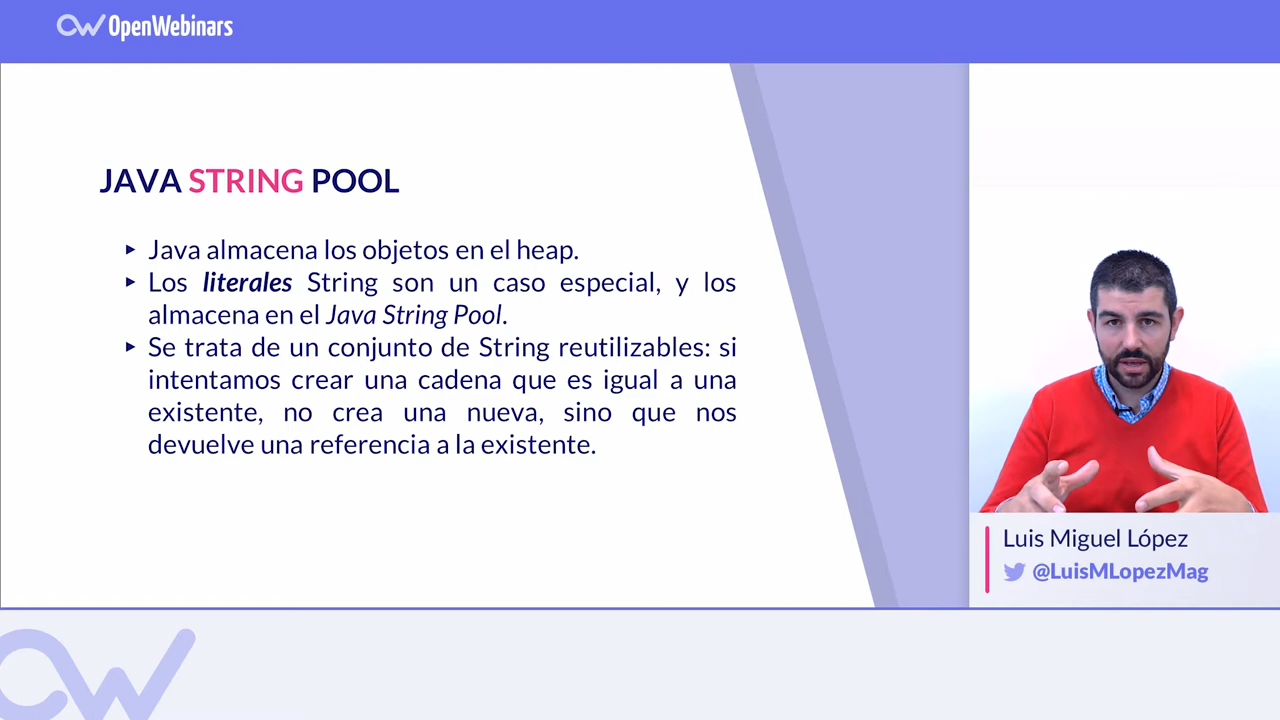 OpenWebinars
JAVA STRING POOL
‣ Java almacena los objetos en el heap.
‣ Los literales String son un caso especial, y los
almacena en el Java String Pool.
‣ Se trata de un conjunto de String reutilizables: si
intentamos crear una cadena que es igual a una
existente, no crea una nueva, sino que nos
devuelve una referencia a la existente.
Luis Miguel López
@LuisMLopezMag